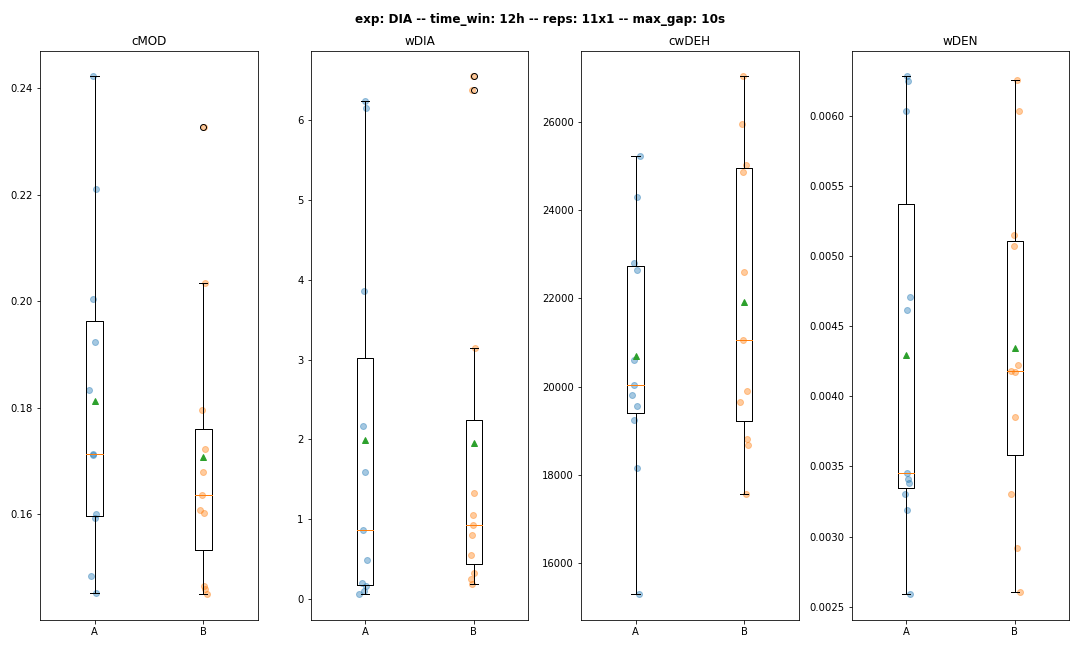 exp: DIA -- time_win: 12h -- reps: 11x1 -- max_gap: 10s
cMOD
0.24
0.22
0.20
0.18
0.16
A
B
wDIA
6
5
4
3
2
1
0
A
B
cwDEH
26000
24000
22000
20000
18000
16000
A
B
wDEN
0.0060
0.0055
0.0050
0.0045
0.0040
0.0035
0.0030
0.0025
A
B